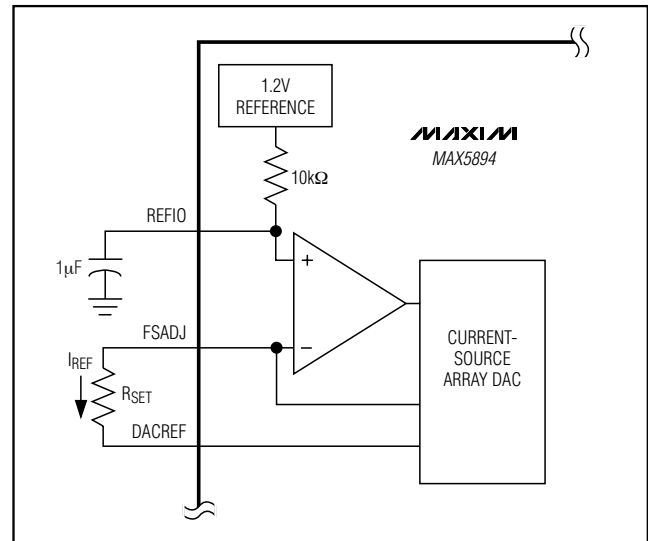 1.2V
REFERENCE
MAXIM
MAX5894
10kΩ
REFIO
1μF
+
FSADJ
−
CURRENT-
SOURCE
ARRAY DAC
IREF
RSET
DACREF